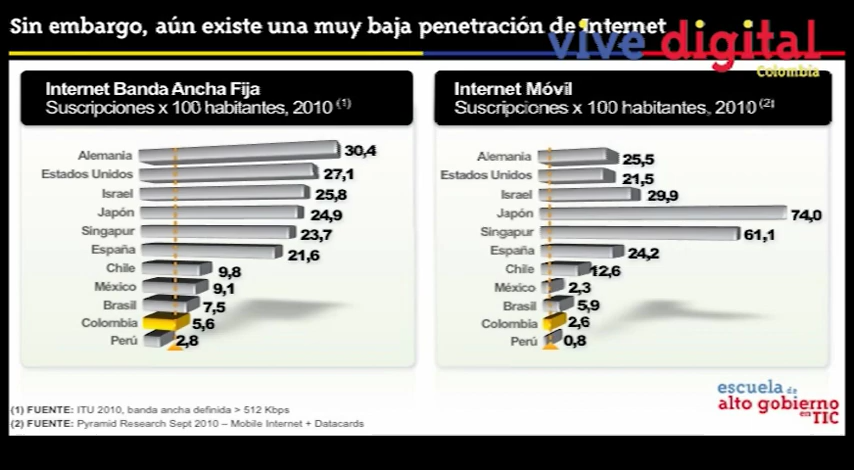 Sin embargo, aún existe una muy baja penetración de Internet
vive digital
Colombia
Internet Banda Ancha Fija
Suscripciones x 100 habitantes, 2010 (1)
Alemania 30,4
Estados Unidos 27,1
Israel 25,8
Japón 24,9
Singapur 23,7
España 21,6
Chile 9,8
México 9,1
Brasil 7,5
Colombia 5,6
Perú 2,8
Internet Móvil
Suscripciones x 100 habitantes, 2010 (2)
Alemania 25,5
Estados Unidos 21,5
Israel 29,9
Japón 74,0
Singapur 61,1
España 24,2
Chile 12,6
México 2,3
Brasil 5,9
Colombia 2,6
Perú 0,8
(1) FUENTE: ITU 2010, banda ancha definida > 512 Kbps
(2) FUENTE: Pyramid Research Sept 2010 – Mobile Internet + Datacards
escuela de
alto gobierno
en TIC